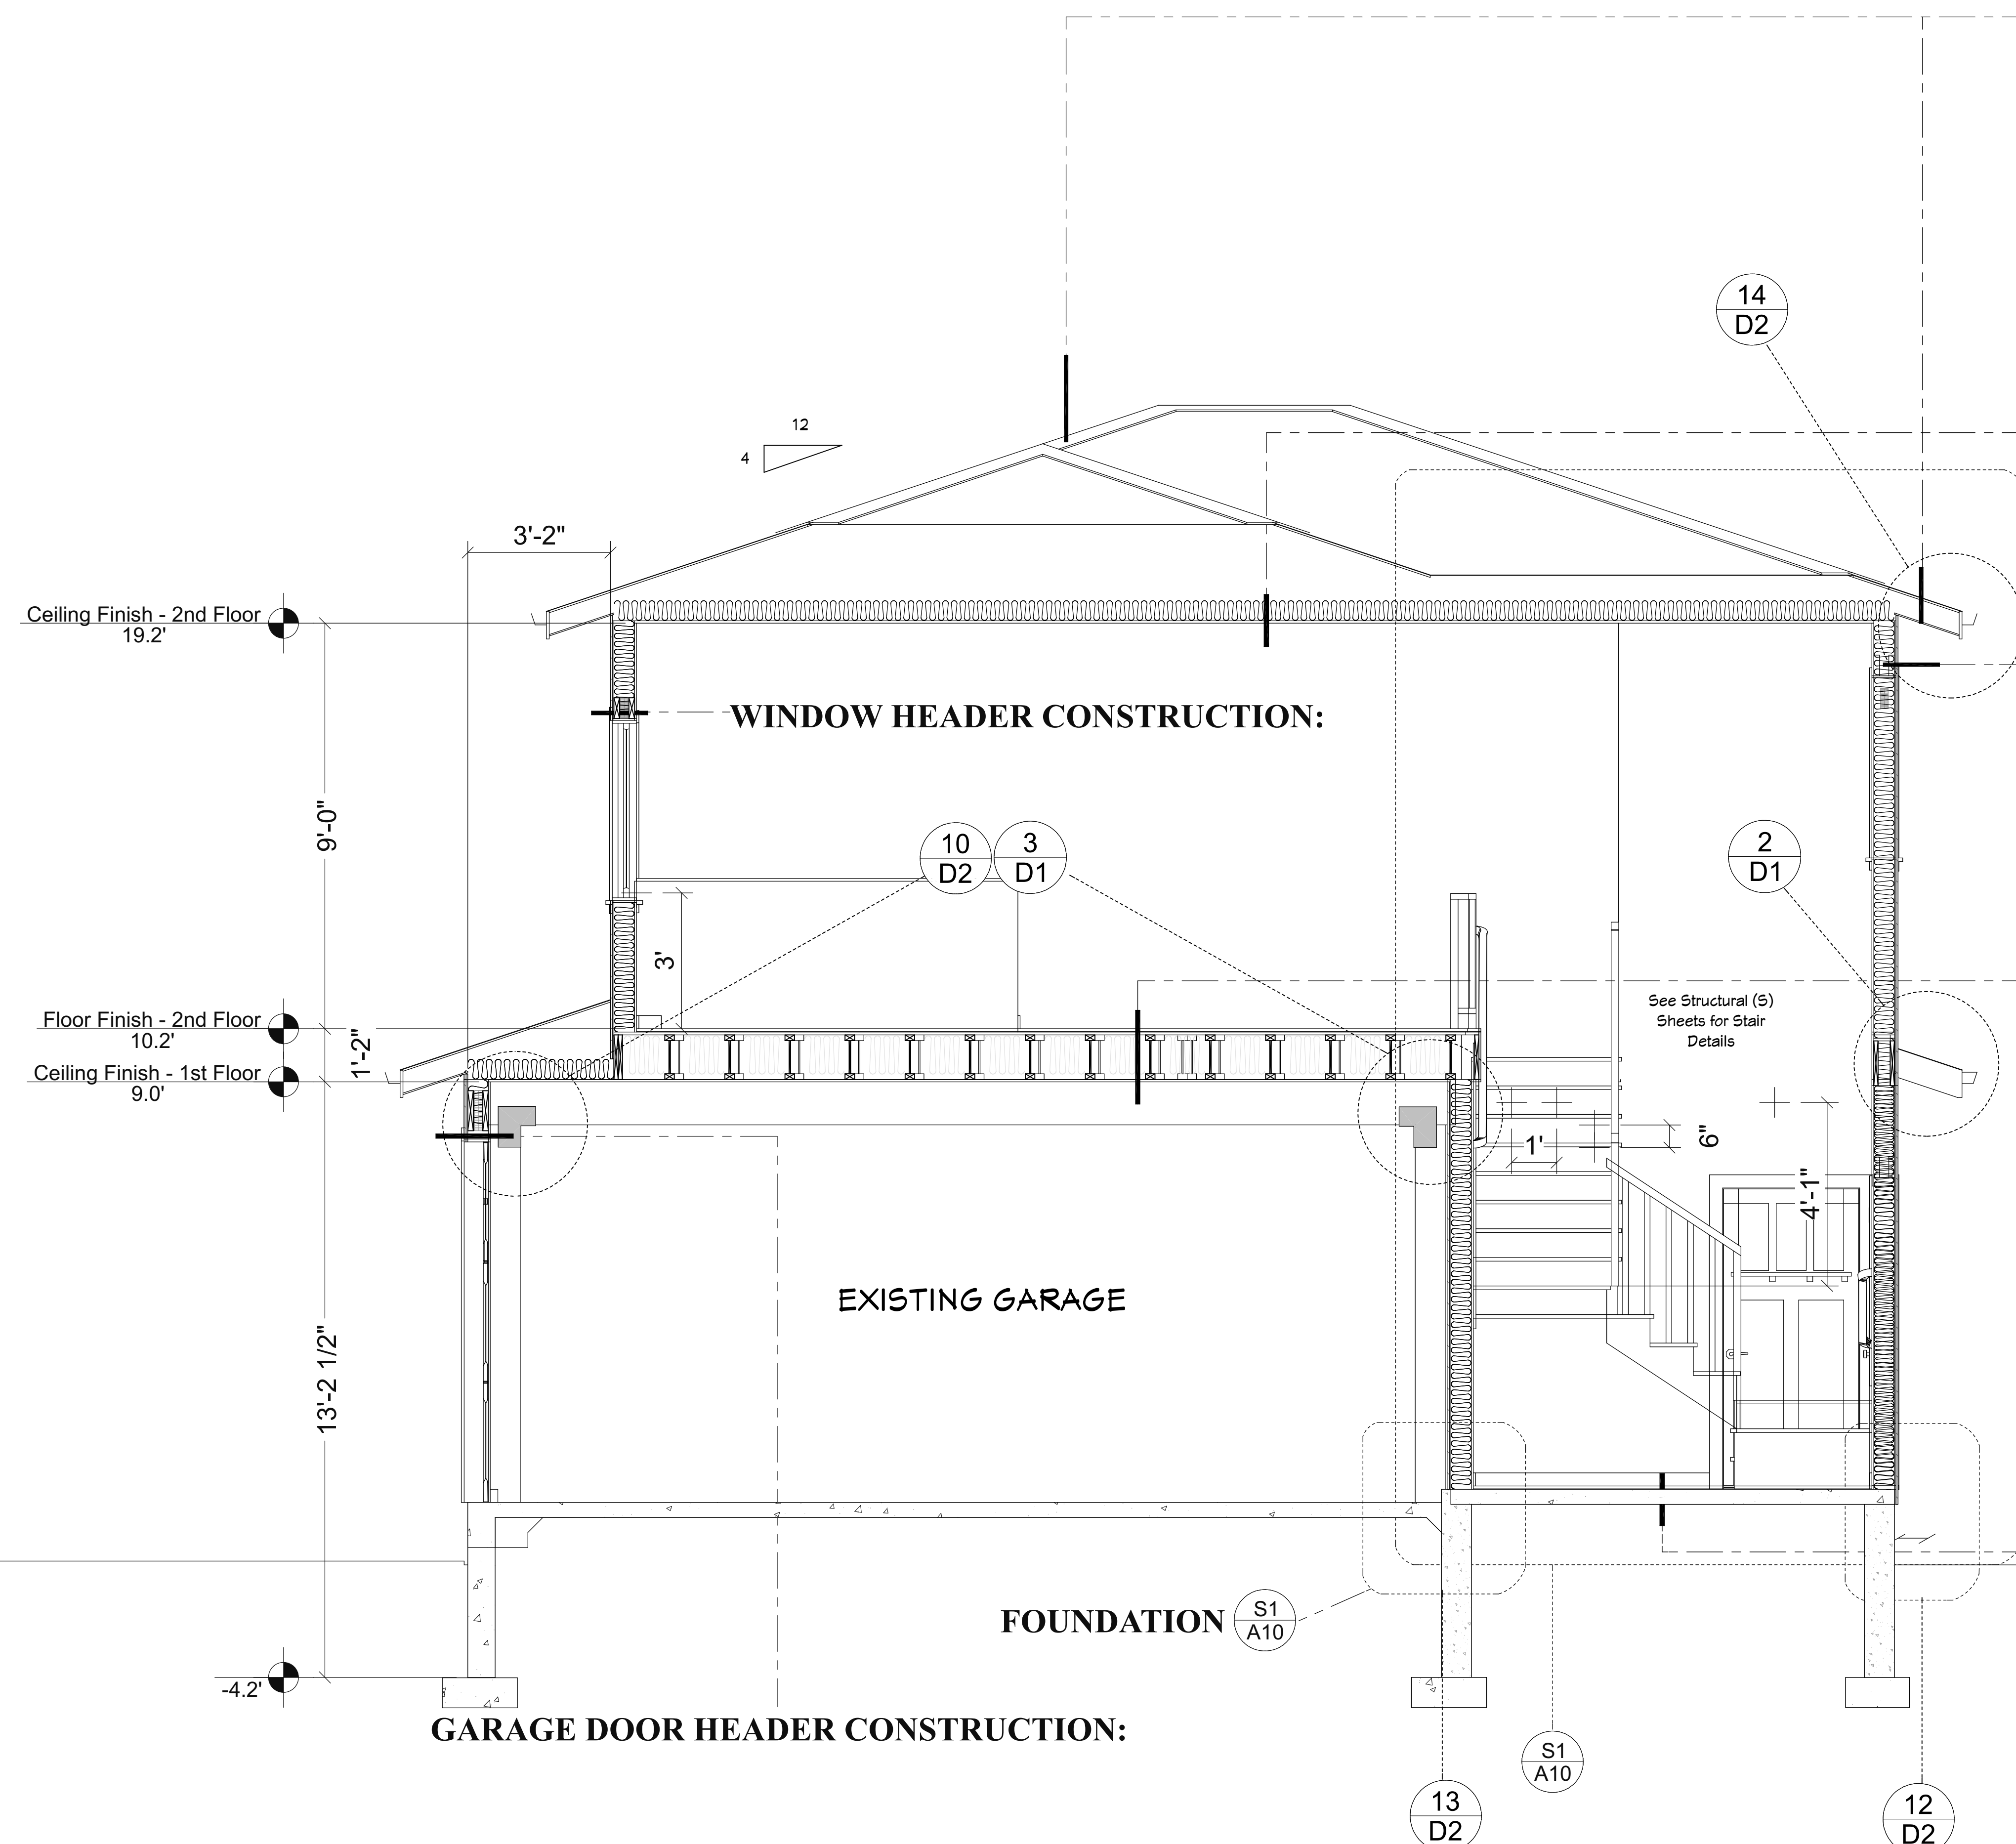 14
D2
12
4
3'-2"
Ceiling Finish - 2nd Floor
19.2'
WINDOW HEADER CONSTRUCTION:
9'-0"
10
D2
3
D1
2
D1
3'
See Structural (S)
Sheets for Stair
Details
Floor Finish - 2nd Floor
10.2'
1'-2"
Ceiling Finish - 1st Floor
9.0'
1'
6"
4'-1"
EXISTING GARAGE
13'-2 1/2"
FOUNDATION
S1
A10
-4.2'
GARAGE DOOR HEADER CONSTRUCTION:
S1
A10
13
D2
12
D2